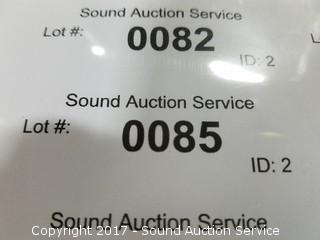 Sound Auction Service
Lot #: 0082 L
ID: 2
Sound Auction Service
Lot #: 0085
ID: 2
Sound Auction Service
Copyright 2017 - Sound Auction Service